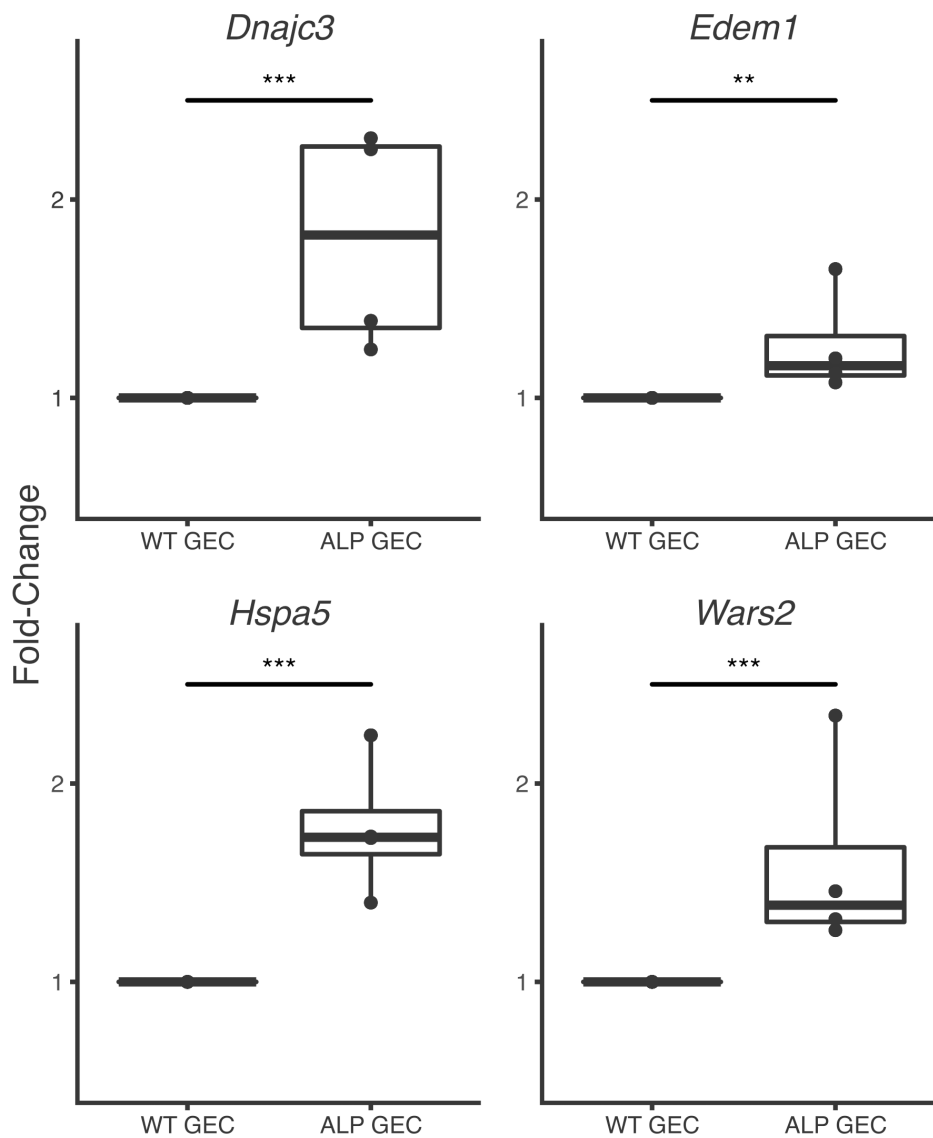 Dnajc3
***
2
1
WT GEC ALP GEC
Edem1
**
2
1
WT GEC ALP GEC
Fold-Change
Hspa5
***
2
1
WT GEC ALP GEC
Wars2
***
2
1
WT GEC ALP GEC